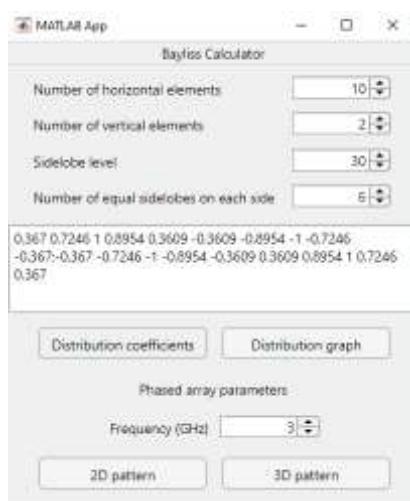 MATLAB App
Bayliss Calculator
Number of horizontal elements 10
Number of vertical elements 2
Sidelobe level 30
Number of equal sidelobes on each side 6
0.367 0.7246 1 0.8954 0.3609 -0.3609 -0.8954 -1 -0.7246
-0.367;-0.367 -0.7246 -1 -0.8954 -0.3609 0.3609 0.8954 1 0.7246
0.367
Distribution coefficients Distribution graph
Phased array parameters
Frequency (GHz) 3
2D pattern 3D pattern